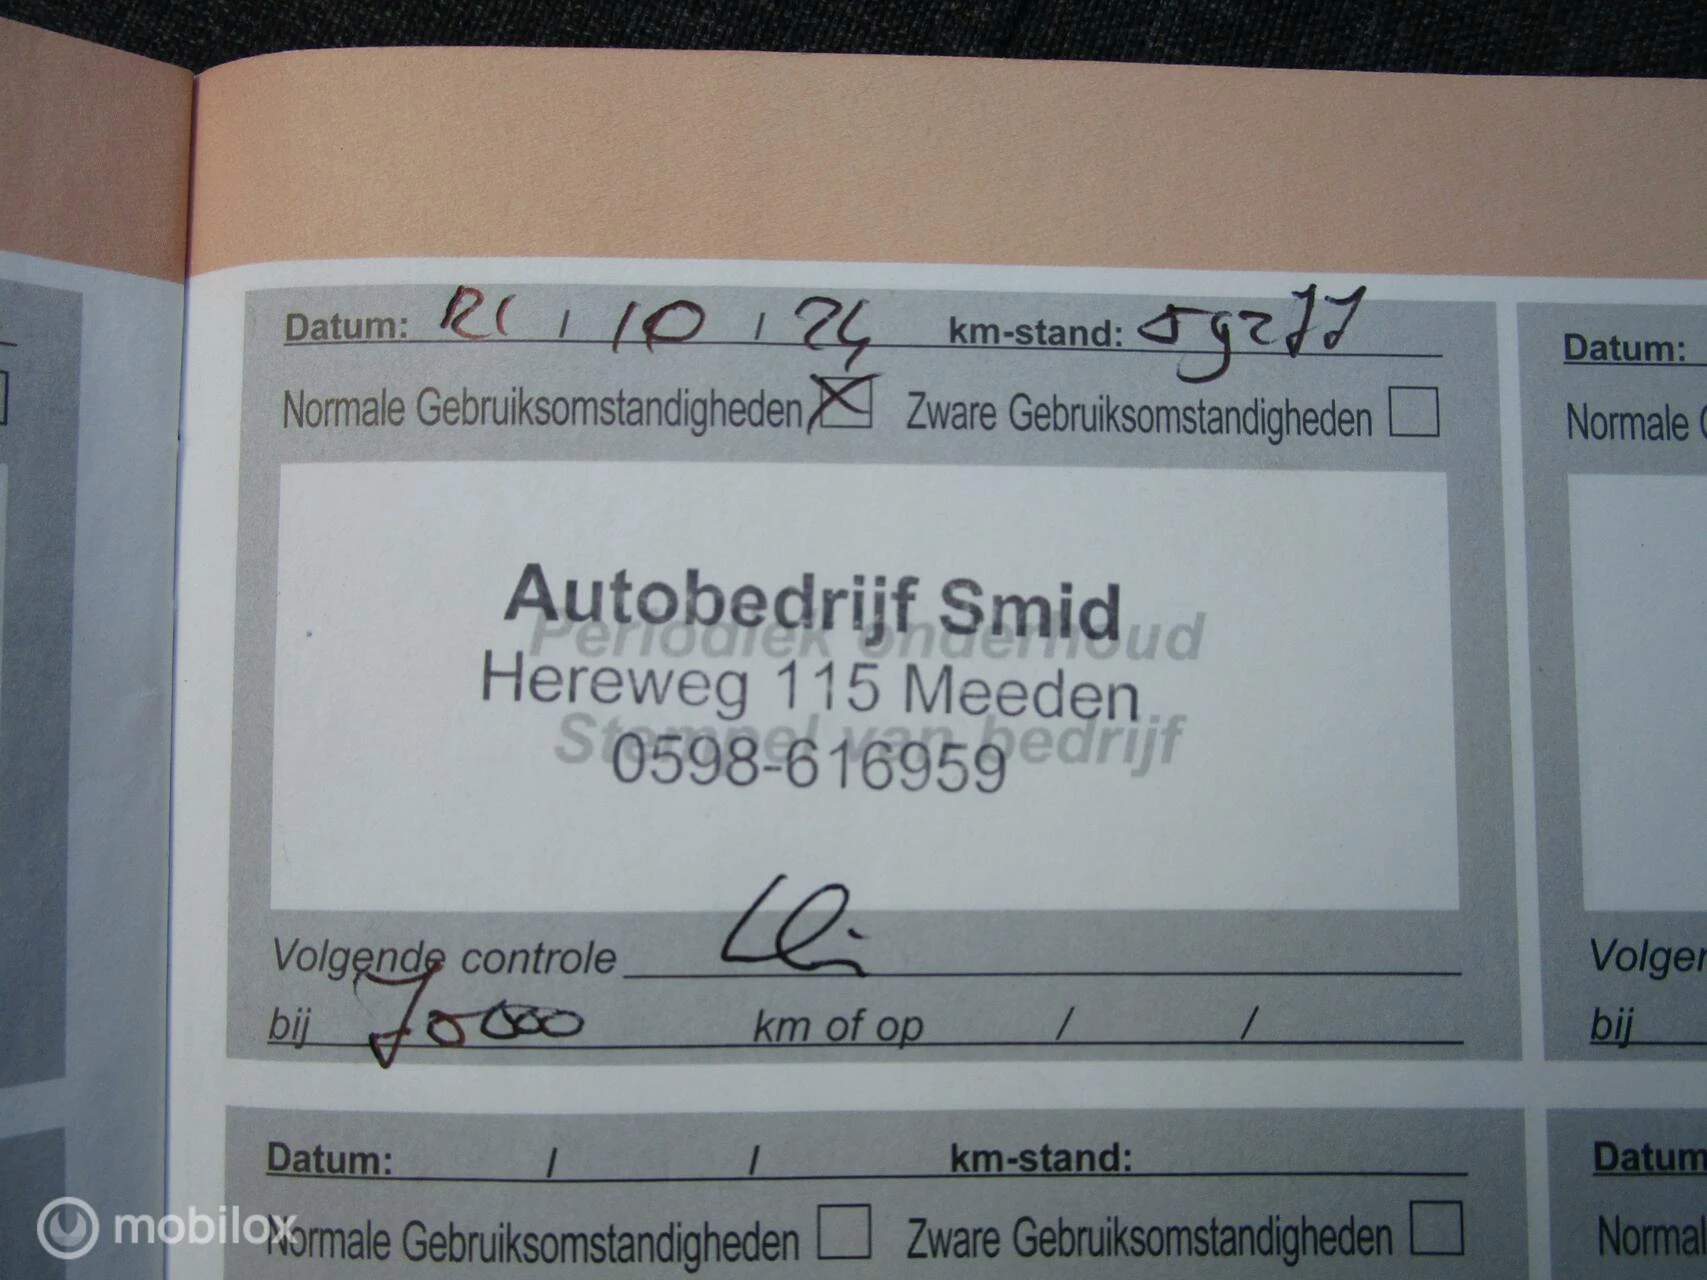 Datum: 21 / 10 / 24 km-stand: 59277
Datum:
Normale Gebruiksomstandigheden Zware Gebruiksomstandigheden
Normale
Autobedrijf Smid
Periodiek onderhoud
Hereweg 115 Meeden
Stempel van bedrijf
0598-616959
Volgende controle
bij 70000 km of op / /
bij
Datum: / / km-stand:
Datum
Normale Gebruiksomstandigheden Zware Gebruiksomstandigheden
mobilox